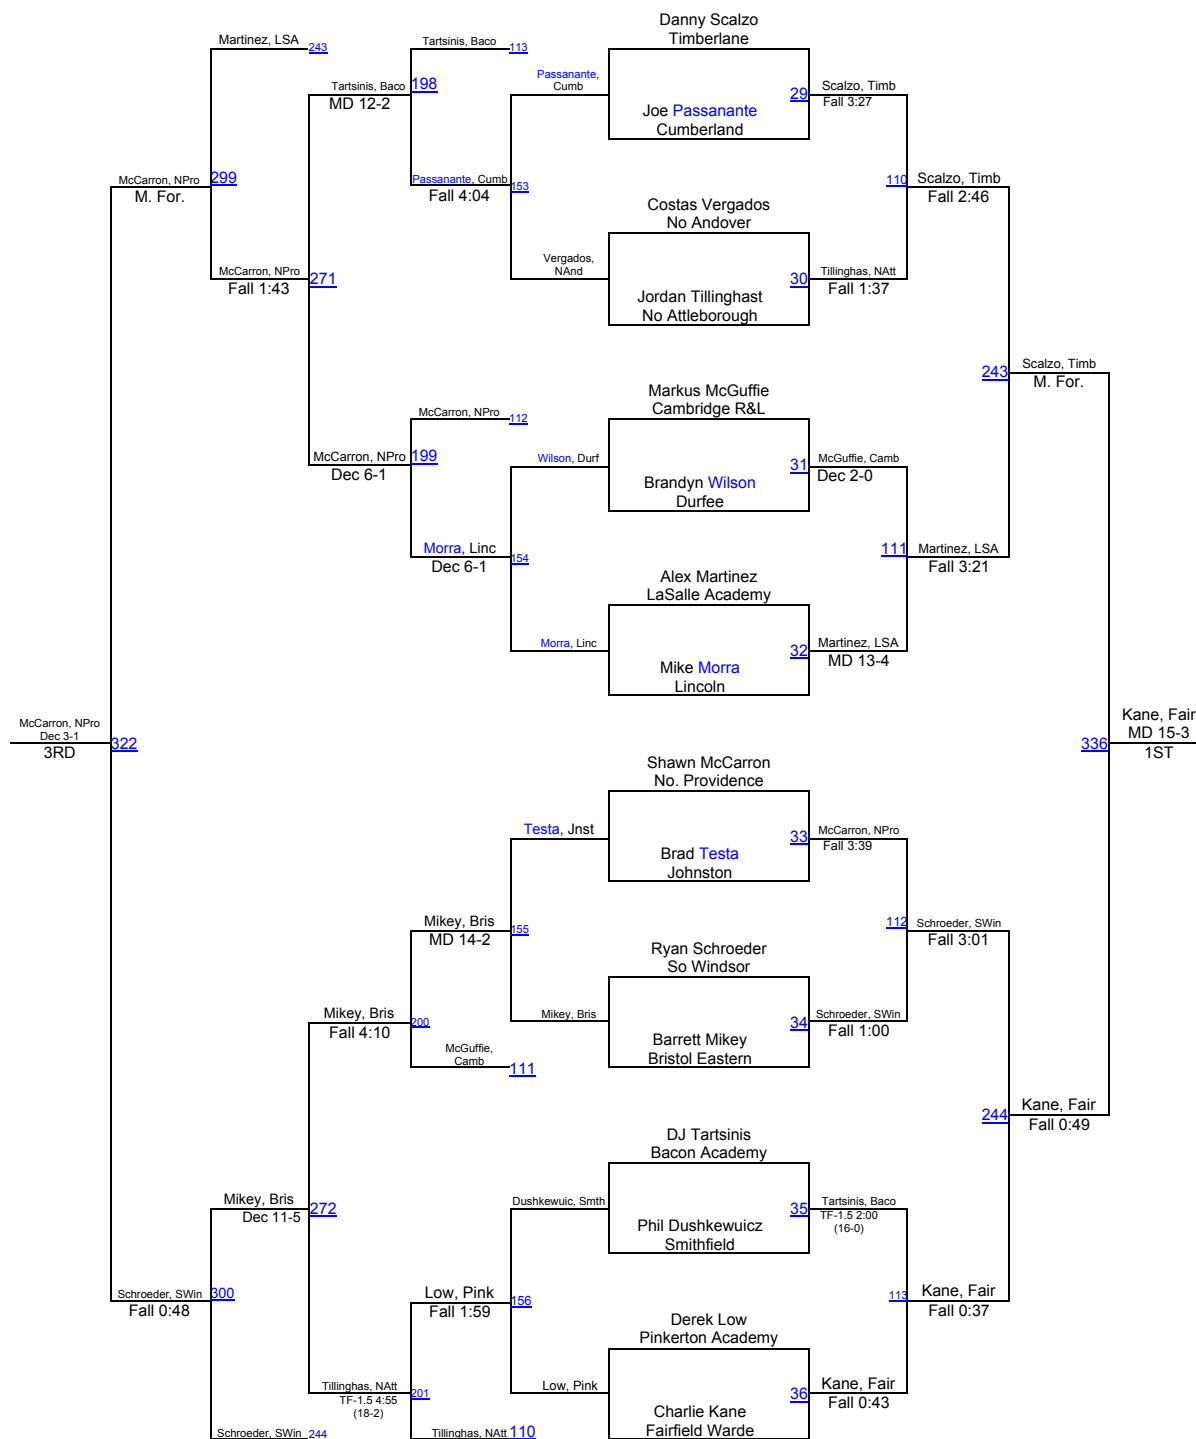 Danny Scalzo
Timberlane
Martinez, LSA
243
Tartsinis, Baco
113
Passanante,
Cumb
Tartsinis, Baco
198
MD 12-2
29
Scalzo, Timb
Fall 3:27
Joe Passanante
Cumberland
McCarron, NPro
299
M. For.
Passanante, Cumb
153
Fall 4:04
110
Scalzo, Timb
Fall 2:46
Costas Vergados
No Andover
Vergados,
NAnd
McCarron, NPro
271
Fall 1:43
30
Tillinghas, NAtt
Fall 1:37
Jordan Tillinghast
No Attleborough
243
Scalzo, Timb
M. For.
Markus McGuffie
Cambridge R&L
McCarron, NPro
112
McCarron, NPro
199
Dec 6-1
Wilson, Durf
31
McGuffie, Camb
Dec 2-0
Brandyn Wilson
Durfee
Morra, Linc
154
Dec 6-1
111
Martinez, LSA
Fall 3:21
Alex Martinez
LaSalle Academy
Morra, Linc
32
Martinez, LSA
MD 13-4
Mike Morra
Lincoln
McCarron, NPro
Dec 3-1
322
3RD
336
Kane, Fair
MD 15-3
1ST
Shawn McCarron
No. Providence
Testa, Jnst
33
McCarron, NPro
Fall 3:39
Brad Testa
Johnston
Mikey, Bris
155
MD 14-2
112
Schroeder, SWin
Fall 3:01
Ryan Schroeder
So Windsor
Mikey, Bris
200
Fall 4:10
Mikey, Bris
34
Schroeder, SWin
Fall 1:00
Barrett Mikey
Bristol Eastern
McGuffie,
Camb
111
244
Kane, Fair
Fall 0:49
DJ Tartsinis
Bacon Academy
Mikey, Bris
272
Dec 11-5
Dushkewuic, Smth
35
Tartsinis, Baco
TF-1.5 2:00
(16-0)
Phil Dushkewuicz
Smithfield
Schroeder, SWin
300
Fall 0:48
Low, Pink
156
Fall 1:59
113
Kane, Fair
Fall 0:37
Derek Low
Pinkerton Academy
Tillinghas, NAtt
201
TF-1.5 4:55
(18-2)
Low, Pink
36
Kane, Fair
Fall 0:43
Charlie Kane
Fairfield Warde
Schroeder, SWin
244
Tillinghas, NAtt
110